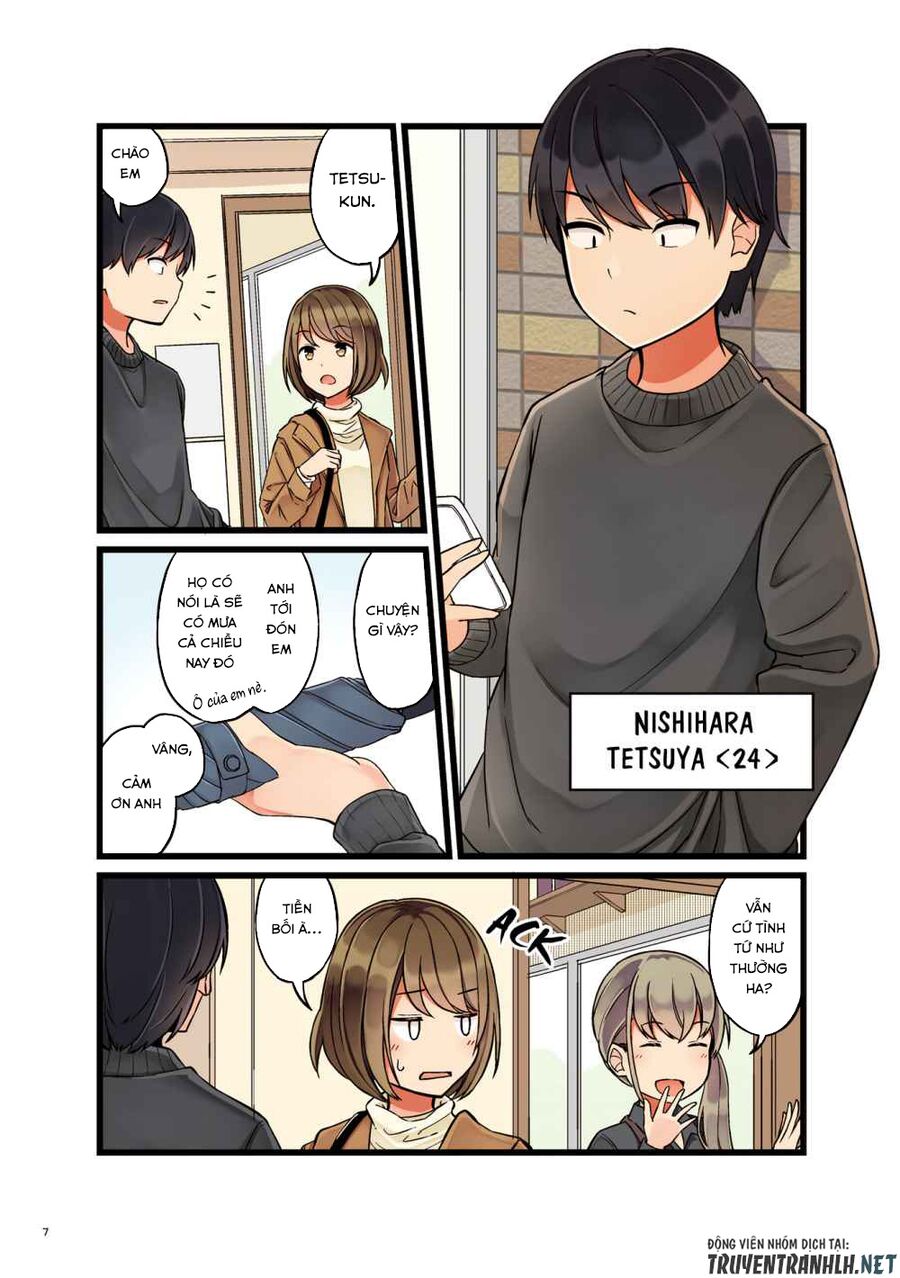 TETSU-
KUN.
CHÀO
EM
NISHIHARA
TETSUYA <24>
CHUYỆN
GÌ VẬY?
ANH
TỚI
ĐÓN
EM
HỌ CÓ
NÓI LÀ SẼ
CÓ MƯA
CẢ CHIỀU
NAY ĐÓ
Ô của em nè.
VÂNG,
CẢM
ƠN ANH
VẪN
CỨ TÌNH
TỨ NHƯ
THƯỜNG
HA?
ACK
TIỀN
BỐI À...
7
ĐỘNG VIÊN NHÓM DỊCH TẠI:
TRUYENTRANHLH.NET